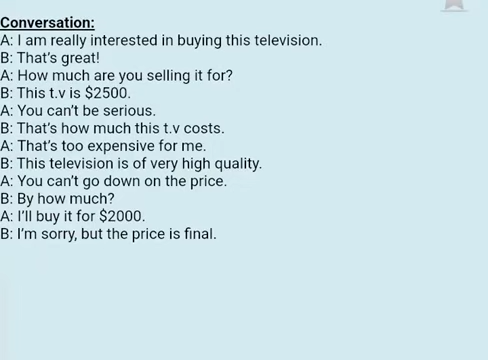 Conversation:
A: I am really interested in buying this television.
B: That's great!
A: How much are you selling it for?
B: This t.v is $2500.
A: You can't be serious.
B: That's how much this t.v costs.
A: That's too expensive for me.
B: This television is of very high quality.
A: You can't go down on the price.
B: By how much?
A: I'll buy it for $2000.
B: I'm sorry, but the price is final.